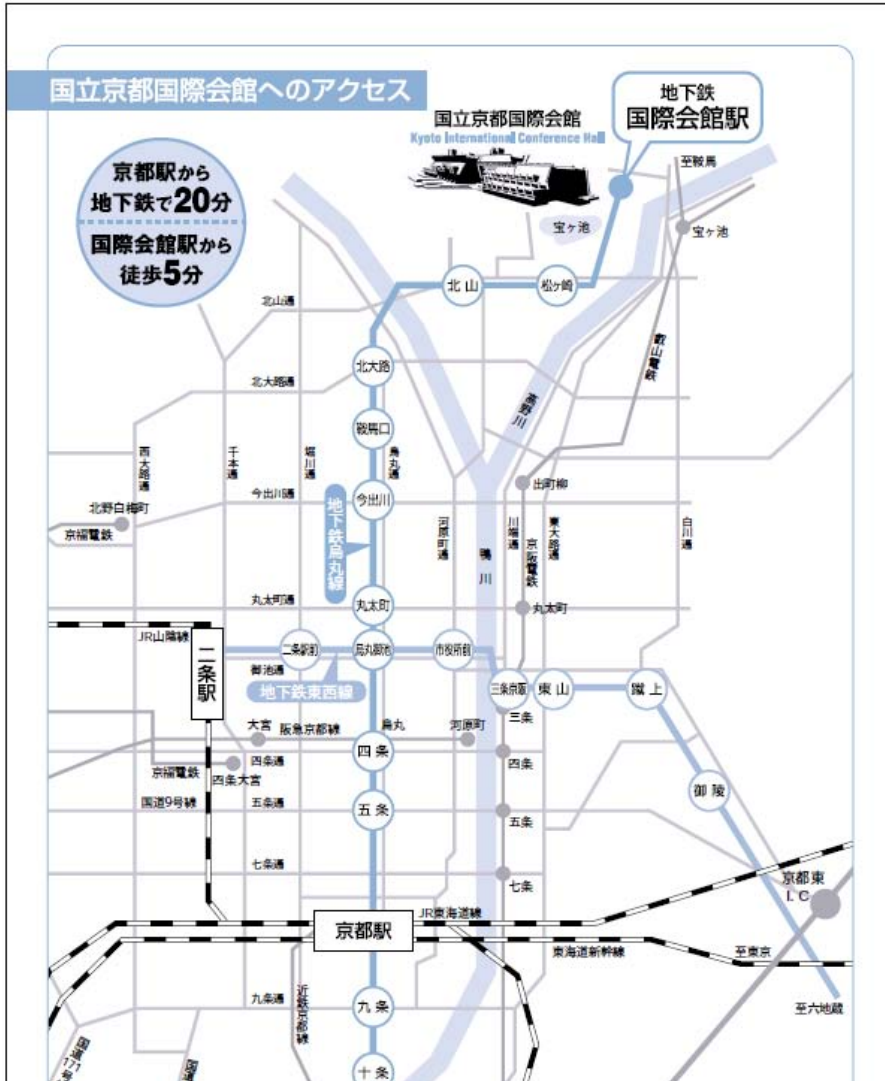 国立京都国際会館へのアクセス
地下鉄
国際会館駅
国立京都国際会館
Kyoto International Conference Hall
京都駅から
地下鉄で20分
国際会館駅から
徒歩5分
至鞍馬
宝ヶ池
宝ヶ池
北山
松ヶ崎
北山通
叡山電鉄
北大路
北大路通
高野川
鞍馬口
西大路通
千本通
堀川通
烏丸通
出町柳
今出川通
今出川
北野白梅町
京福電鉄
地下鉄烏丸線
河原町通
鴨川
川端通
京阪電鉄
東大路通
白川通
丸太町通
丸太町
丸太町
JR山陰線
二条駅
二条駅前
烏丸御池
市役所前
御池通
地下鉄東西線
三条京阪
東山
蹴上
三条
大宮
阪急京都線
烏丸
河原町
四条
四条通
四条
京福電鉄
四条大宮
御陵
国道9号線
五条通
五条
五条
七条通
七条
京都東
I.C
JR東海道線
京都駅
東海道新幹線
至東京
九条通
近鉄京都線
九条
至六地蔵
国道171号
国道
十条